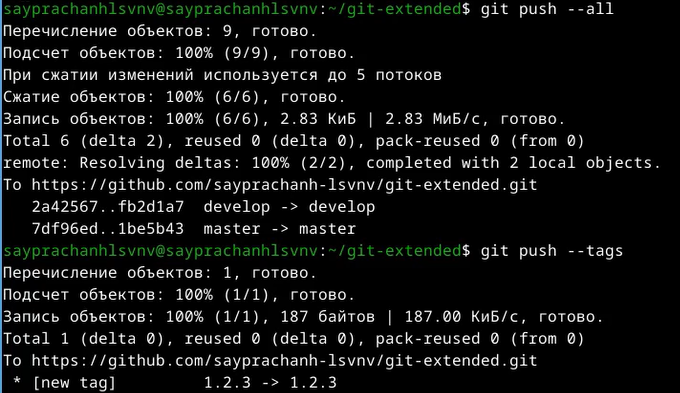 sayprachanhlsvnv@sayprachanhlsvnv:~/git-extended$ git push --all
Перечисление объектов: 9, готово.
Подсчет объектов: 100% (9/9), готово.
При сжатии изменений используется до 5 потоков
Сжатие объектов: 100% (6/6), готово.
Запись объектов: 100% (6/6), 2.83 КиБ | 2.83 МиБ/с, готово.
Total 6 (delta 2), reused 0 (delta 0), pack-reused 0 (from 0)
remote: Resolving deltas: 100% (2/2), completed with 2 local objects.
To https://github.com/sayprachanh-lsvnv/git-extended.git
   2a42567..fb2d1a7  develop -> develop
   7df96ed..1be5b43  master -> master
sayprachanhlsvnv@sayprachanhlsvnv:~/git-extended$ git push --tags
Перечисление объектов: 1, готово.
Подсчет объектов: 100% (1/1), готово.
Запись объектов: 100% (1/1), 187 байтов | 187.00 КиБ/с, готово.
Total 1 (delta 0), reused 0 (delta 0), pack-reused 0 (from 0)
To https://github.com/sayprachanh-lsvnv/git-extended.git
 * [new tag]         1.2.3 -> 1.2.3